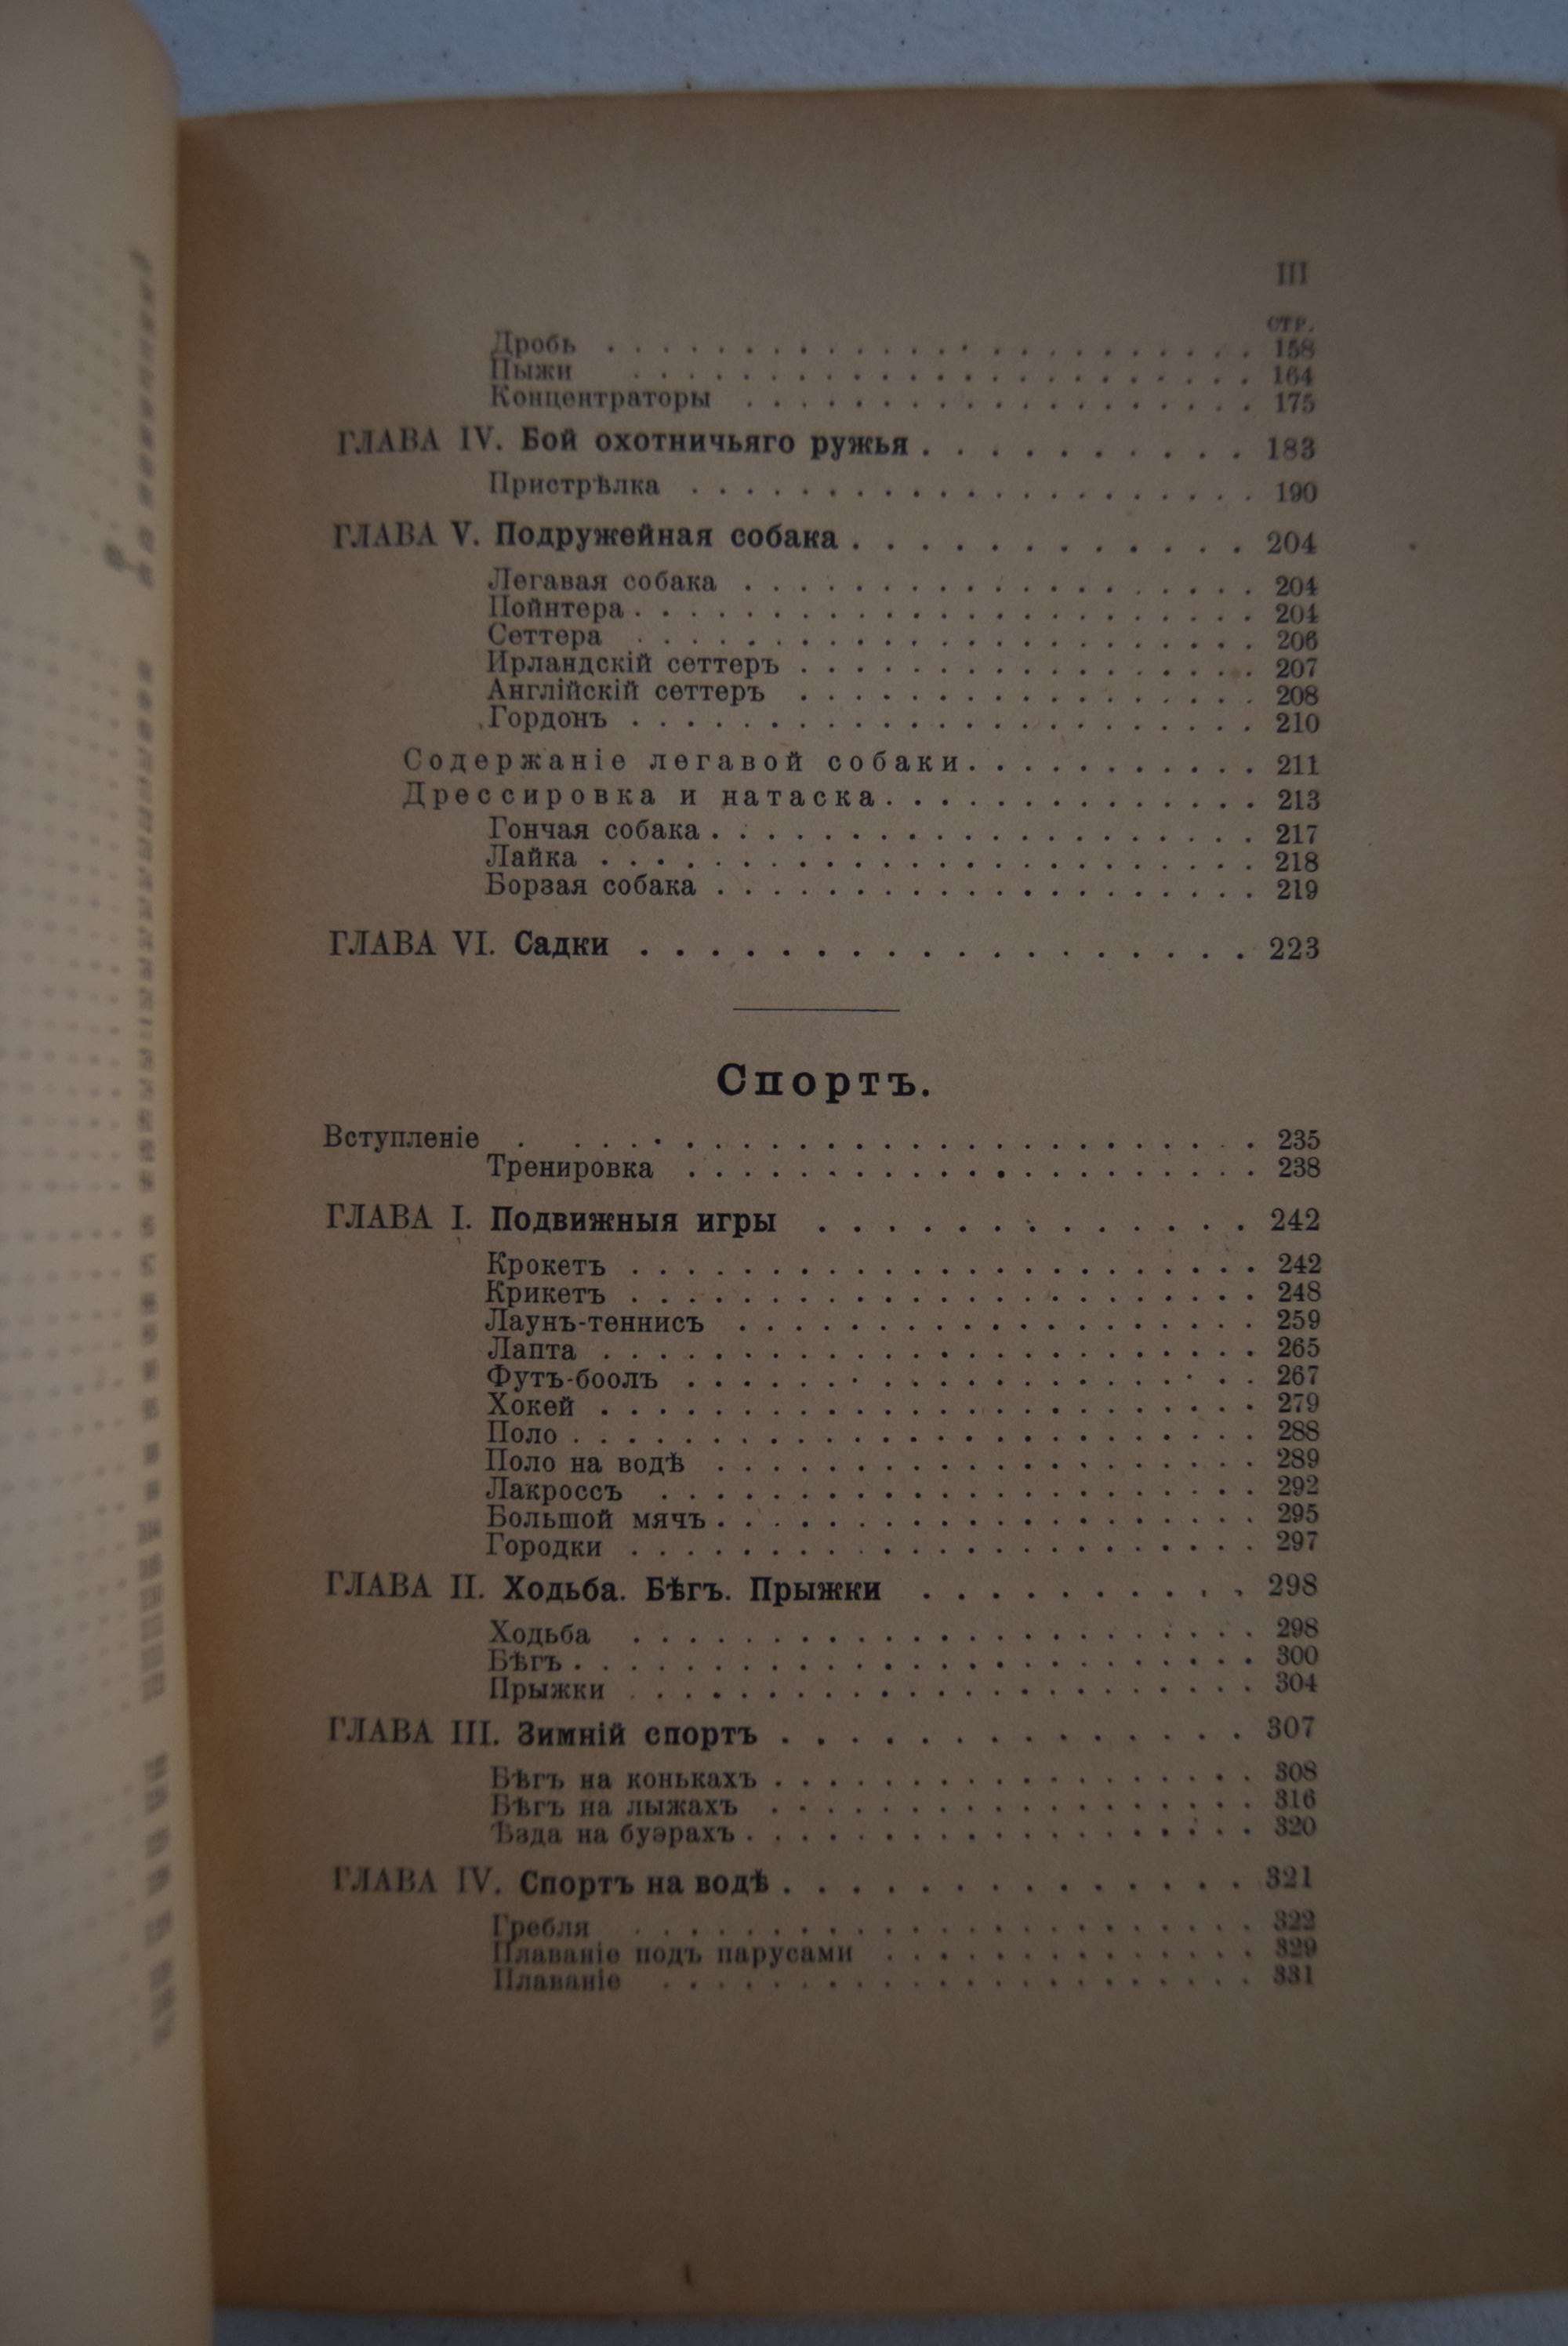 III
СТР.
Дробь . . . . . . . . . . . . . . . . . . . . . . . . 158
Пыжи . . . . . . . . . . . . . . . . . . . . . . . 164
Концентраторы . . . . . . . . . . . . . . . . . . . 175
ГЛАВА IV. Бой охотничьяго ружья . . . . . . . . . . 183
Пристрѣлка . . . . . . . . . . . . . . . . . . . . . 190
ГЛАВА V. Подружейная собака . . . . . . . . . . . . 204
Легавая собака . . . . . . . . . . . . . . . . . . . 204
Пойнтера . . . . . . . . . . . . . . . . . . . . . . . 204
Сеттера . . . . . . . . . . . . . . . . . . . . . . . 206
Ирландскій сеттеръ . . . . . . . . . . . . . . . . . 207
Англійскій сеттеръ . . . . . . . . . . . . . . . . . 208
Гордонъ . . . . . . . . . . . . . . . . . . . . . . . 210
Содержаніе легавой собаки . . . . . . . . . . . 211
Дрессировка и натаска . . . . . . . . . . . . . . 213
Гончая собака . . . . . . . . . . . . . . . . . . . . 217
Лайка . . . . . . . . . . . . . . . . . . . . . . . . 218
Борзая собака . . . . . . . . . . . . . . . . . . . . 219
ГЛАВА VI. Садки . . . . . . . . . . . . . . . . . . 223
Спортъ.
Вступленіе . . . . . . . . . . . . . . . . . . . . . . . . . 235
Тренировка . . . . . . . . . . . . . . . . . . . . . 238
ГЛАВА I. Подвижныя игры . . . . . . . . . . . . . 242
Крокетъ . . . . . . . . . . . . . . . . . . . . . . . 242
Крикетъ . . . . . . . . . . . . . . . . . . . . . . . 248
Лаунъ-теннисъ . . . . . . . . . . . . . . . . . . . 259
Лапта . . . . . . . . . . . . . . . . . . . . . . . . 265
Футъ-боолъ . . . . . . . . . . . . . . . . . . . . . 267
Хокей . . . . . . . . . . . . . . . . . . . . . . . . 279
Поло . . . . . . . . . . . . . . . . . . . . . . . . . 288
Поло на водѣ . . . . . . . . . . . . . . . . . . . . 289
Лакроссъ . . . . . . . . . . . . . . . . . . . . . . 292
Большой мячъ . . . . . . . . . . . . . . . . . . . . 295
Городки . . . . . . . . . . . . . . . . . . . . . . . 297
ГЛАВА II. Ходьба. Бѣгъ. Прыжки . . . . . . . . . . 298
Ходьба . . . . . . . . . . . . . . . . . . . . . . . 298
Бѣгъ . . . . . . . . . . . . . . . . . . . . . . . . . 300
Прыжки . . . . . . . . . . . . . . . . . . . . . . . 304
ГЛАВА III. Зимній спортъ . . . . . . . . . . . . . . 307
Бѣгъ на конькахъ . . . . . . . . . . . . . . . . . . 308
Бѣгъ на лыжахъ . . . . . . . . . . . . . . . . . . 316
Ѣзда на буэрахъ . . . . . . . . . . . . . . . . . . . 320
ГЛАВА IV. Спортъ на водѣ . . . . . . . . . . . . . . 321
Гребля . . . . . . . . . . . . . . . . . . . . . . . 322
Плаваніе подъ парусами . . . . . . . . . . . . . . 329
Плаваніе . . . . . . . . . . . . . . . . . . . . . . 331